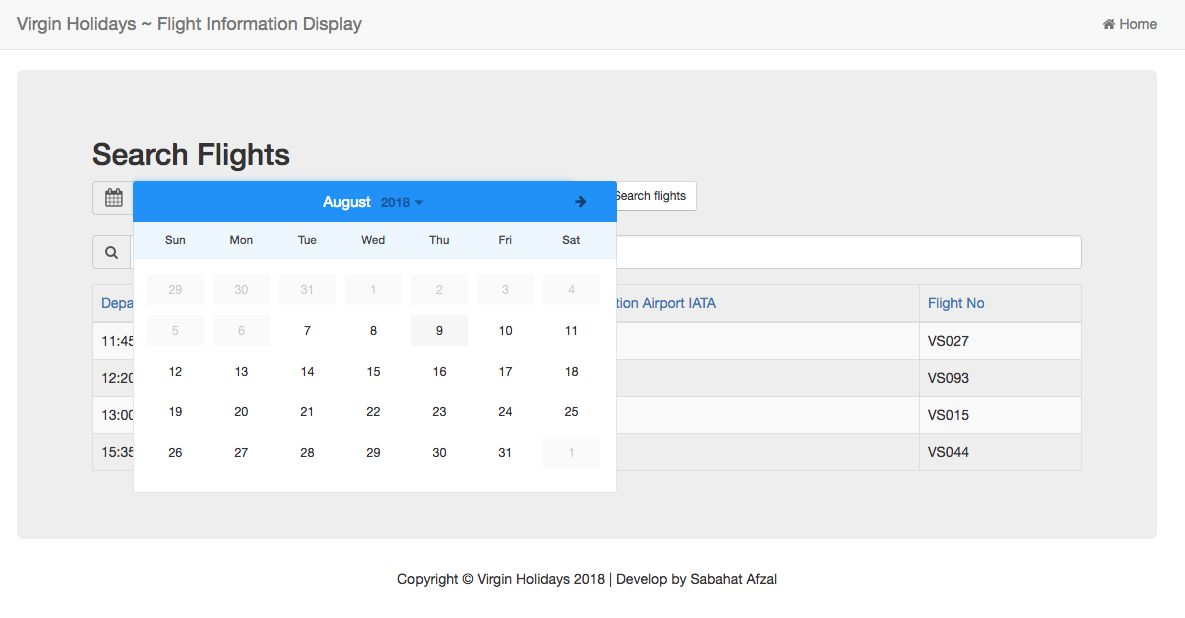 Virgin Holidays ~ Flight Information Display Home
Search Flights
August 2018 Search flights
Sun Mon Tue Wed Thu Fri Sat
29 30 31 1 2 3 4
Depa tion Airport IATA Flight No
5 6 7 8 9 10 11
11:45 VS027
12 13 14 15 16 17 18
12:20 VS093
19 20 21 22 23 24 25
13:00 VS015
26 27 28 29 30 31 1
15:35 VS044
Copyright © Virgin Holidays 2018 | Develop by Sabahat Afzal